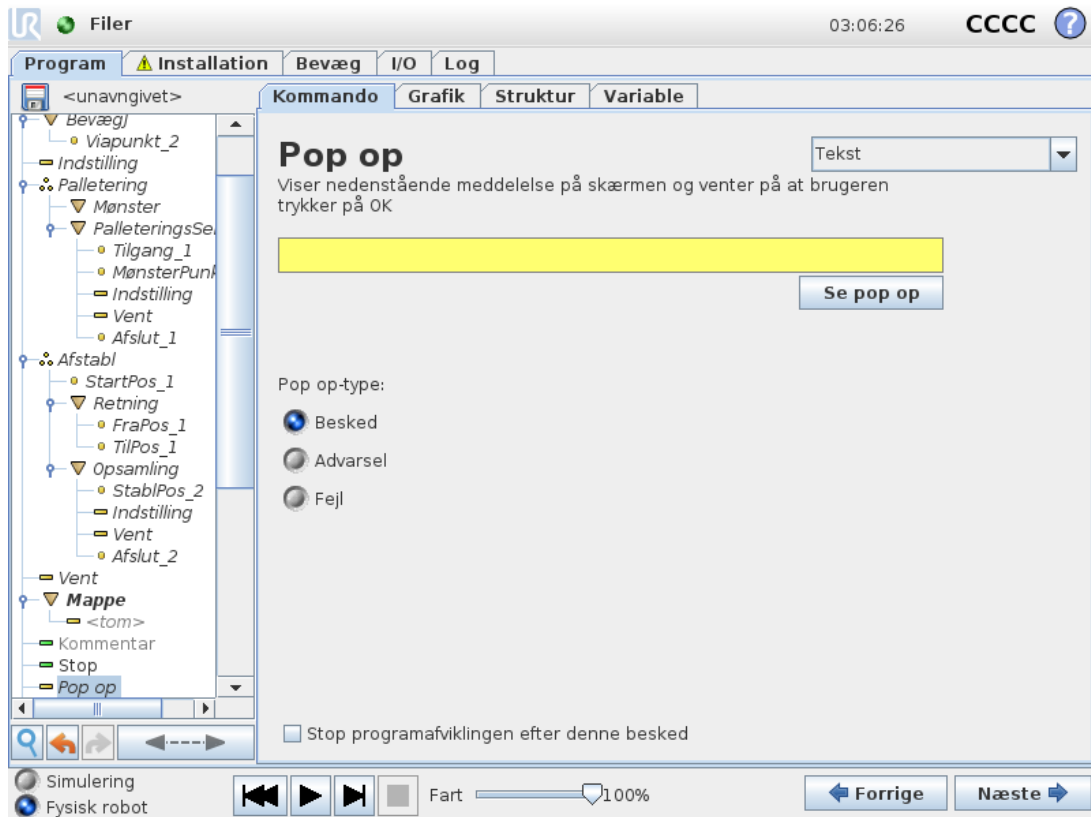 UR Filer 03:06:26 CCCC ?
Program Installation Bevæg I/O Log
<unavngivet>
Kommando Grafik Struktur Variable
BevægJ
Viapunkt_2
Indstilling
Palletering
Mønster
PalleteringsSe
Tilgang_1
MønsterPunk
Indstilling
Vent
Afslut_1
Afstabl
StartPos_1
Retning
FraPos_1
TilPos_1
Opsamling
StablPos_2
Indstilling
Vent
Afslut_2
Vent
Mappe
<tom>
Kommentar
Stop
Pop op
Pop op
Tekst
Viser nedenstående meddelelse på skærmen og venter på at brugeren
trykker på OK
Se pop op
Pop op-type:
Besked
Advarsel
Fejl
Stop programafviklingen efter denne besked
Simulering
Fysisk robot
Fart 100%
Forrige Næste